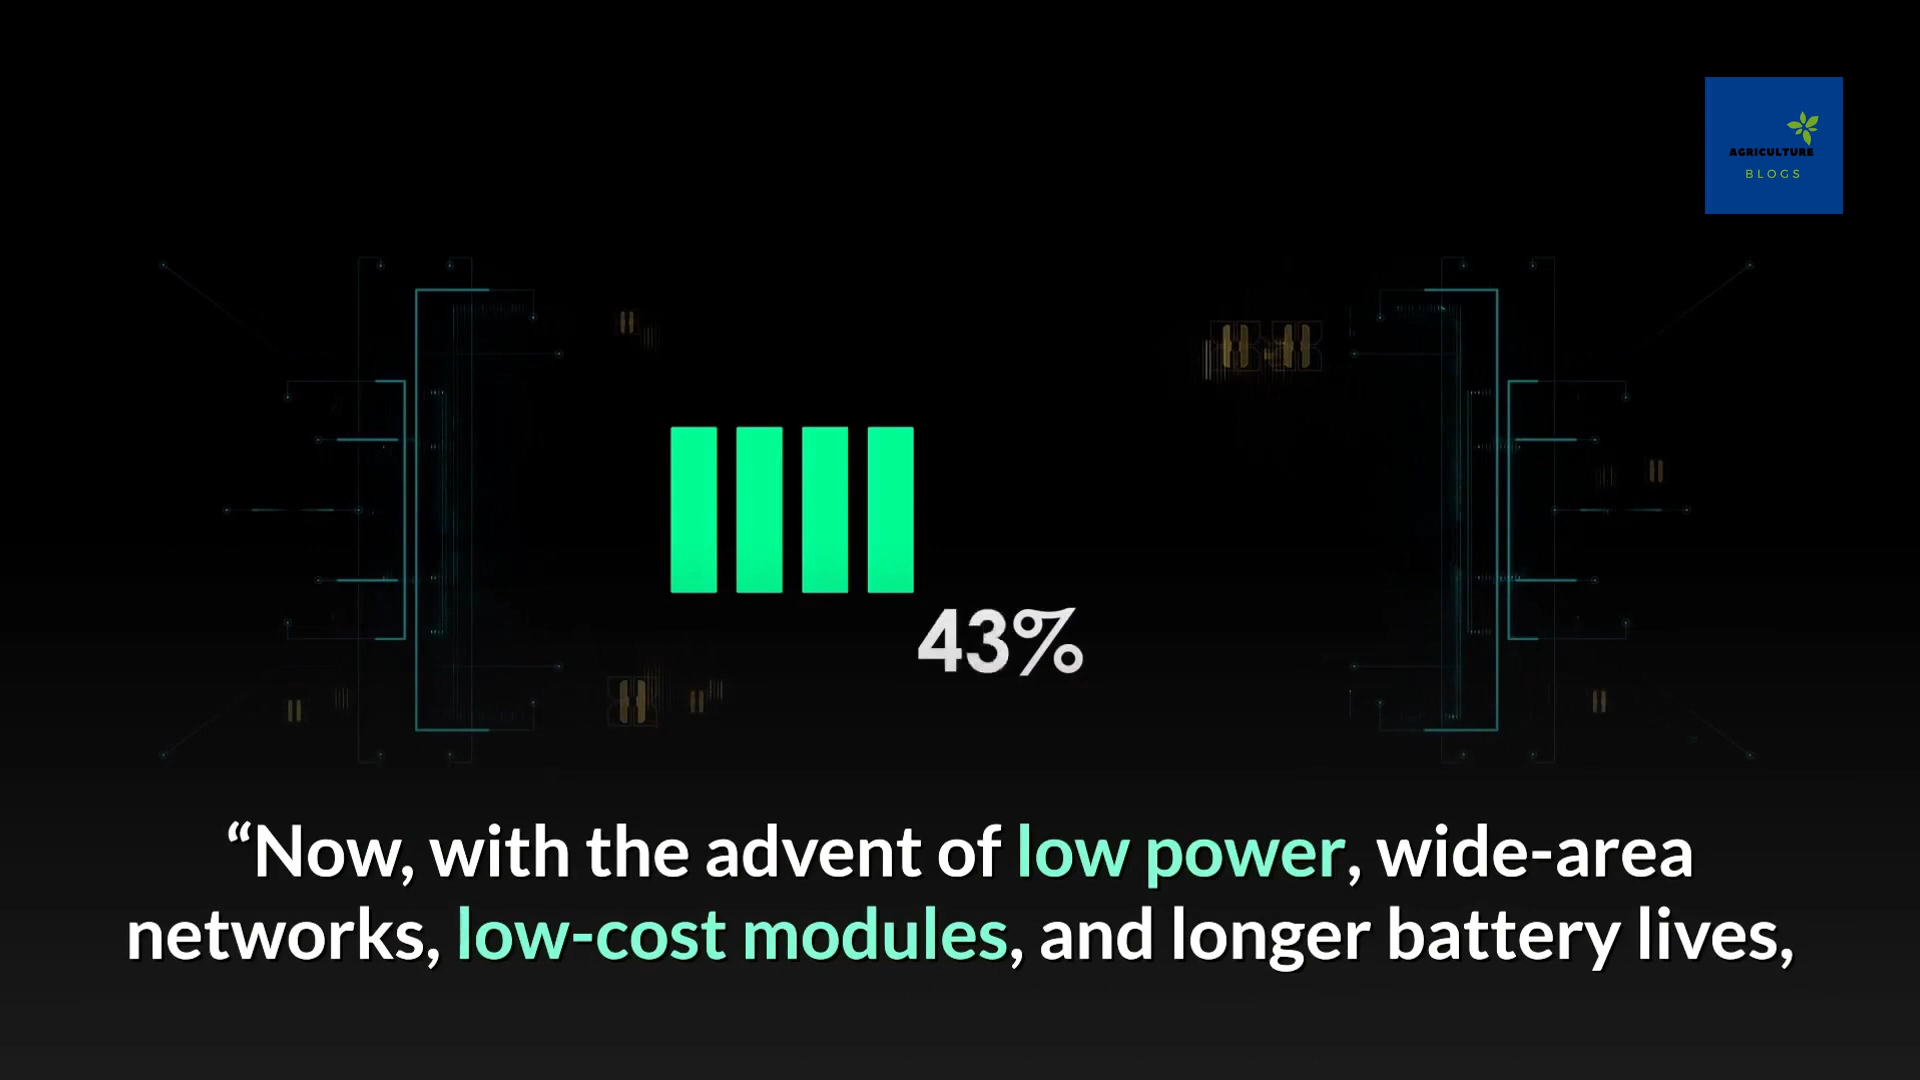 AGRICULTURE
BLOGS
43%
“Now, with the advent of low power, wide-area
networks, low-cost modules, and longer battery lives,